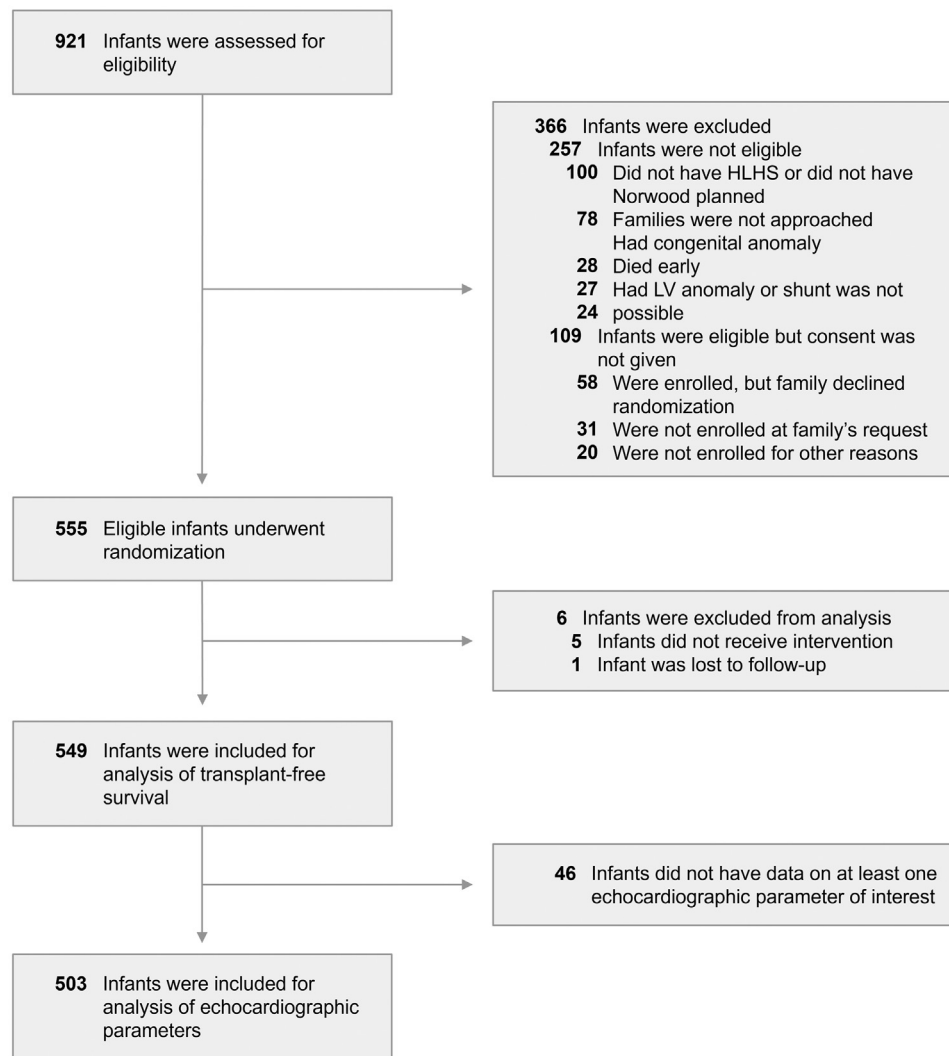 921 Infants were assessed for
eligibility
366 Infants were excluded
257 Infants were not eligible
100 Did not have HLHS or did not have
Norwood planned
78 Families were not approached
Had congenital anomaly
28 Died early
27 Had LV anomaly or shunt was not
24 possible
109 Infants were eligible but consent was
not given
58 Were enrolled, but family declined
randomization
31 Were not enrolled at family's request
20 Were not enrolled for other reasons
555 Eligible infants underwent
randomization
6 Infants were excluded from analysis
5 Infants did not receive intervention
1 Infant was lost to follow-up
549 Infants were included for
analysis of transplant-free
survival
46 Infants did not have data on at least one
echocardiographic parameter of interest
503 Infants were included for
analysis of echocardiographic
parameters